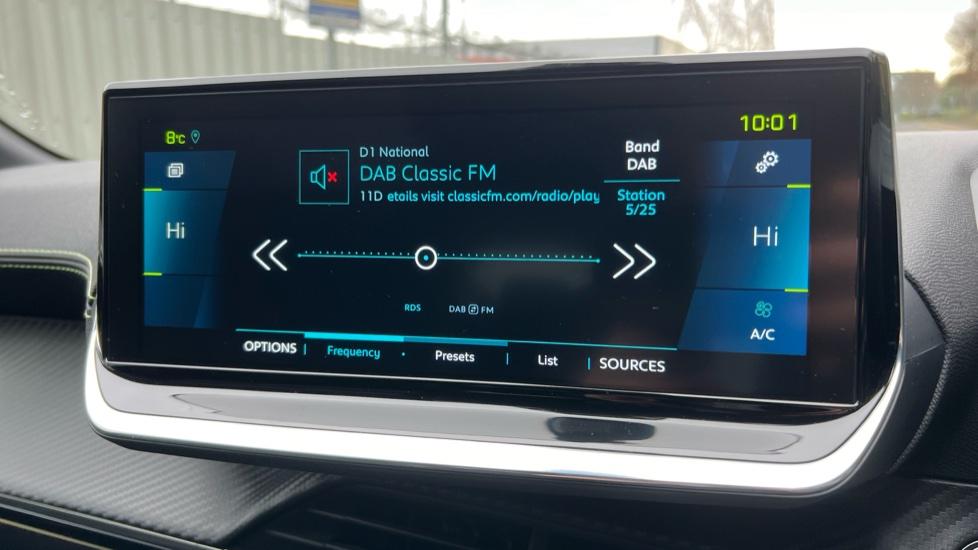 8°C
10:01
D1 National
DAB Classic FM
11D etails visit classicfm.com/radio/play
Band
DAB
Station
5/25
Hi
Hi
RDS
DAB FM
A/C
OPTIONS
Frequency
Presets
List
SOURCES